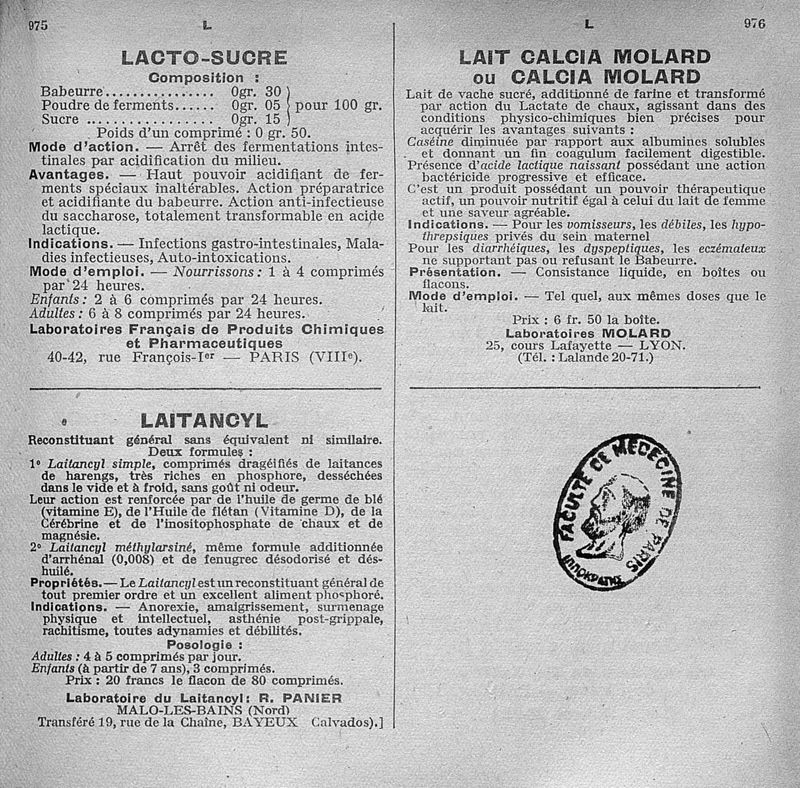 975
L
LACTO-SUCRE
Composition :
Babeurre............... 0gr. 30
Poudre de ferments...... 0gr. 05 } pour 100 gr.
Sucre ................. 0gr. 15
Poids d'un comprimé : 0 gr. 50.
Mode d'action. — Arrêt des fermentations intes-
tinales par acidification du milieu.
Avantages. — Haut pouvoir acidifiant de fer-
ments spéciaux inaltérables. Action préparatrice
et acidifiante du babeurre. Action anti-infectieuse
du saccharose, totalement transformable en acide
lactique.
Indications. — Infections gastro-intestinales, Mala-
dies infectieuses, Auto-intoxications.
Mode d'emploi. — Nourrissons : 1 à 4 comprimés
par 24 heures.
Enfants : 2 à 6 comprimés par 24 heures.
Adultes : 6 à 8 comprimés par 24 heures.
Laboratoires Français de Produits Chimiques
et Pharmaceutiques
40-42, rue François-Ier — PARIS (VIIIe).
LAITANCYL
Reconstituant général sans équivalent ni similaire.
Deux formules :
1° Laitancyl simple, comprimés dragéifiés de laitances
de harengs, très riches en phosphore, desséchées
dans le vide et à froid, sans goût ni odeur.
Leur action est renforcée par de l'huile de germe de blé
(vitamine E), de l'Huile de flétan (Vitamine D), de la
Cérébrine et de l'inositophosphate de chaux et de
magnésie.
2° Laitancyl méthylarsiné, même formule additionnée
d'arrhénal (0,008) et de fenugrec désodorisé et dés-
huilé.
Propriétés. — Le Laitancyl est un reconstituant général de
tout premier ordre et un excellent aliment phosphoré.
Indications. — Anorexie, amaigrissement, surmenage
physique et intellectuel, asthénie post-grippale,
rachitisme, toutes adynamies et débilités.
Posologie :
Adultes : 4 à 5 comprimés par jour.
Enfants (à partir de 7 ans), 3 comprimés.
Prix : 20 francs le flacon de 80 comprimés.
Laboratoire du Laitancyl : R. PANIER
MALO-LES-BAINS (Nord)
Transféré 19, rue de la Chaîne, BAYEUX Calvados).]
L
976
LAIT CALCIA MOLARD
ou CALCIA MOLARD
Lait de vache sucré, additionné de farine et transformé
par action du Lactate de chaux, agissant dans des
conditions physico-chimiques bien précises pour
acquérir les avantages suivants :
Caséine diminuée par rapport aux albumines solubles
et donnant un fin coagulum facilement digestible.
Présence d'acide lactique naissant possédant une action
bactéricide progressive et efficace.
C'est un produit possédant un pouvoir thérapeutique
actif, un pouvoir nutritif égal à celui du lait de femme
et une saveur agréable.
Indications. — Pour les vomisseurs, les débiles, les hypo-
threpsiques privés du sein maternel
Pour les diarrhéiques, les dyspeptiques, les eczémateux
ne supportant pas ou refusant le Babeurre.
Présentation. — Consistance liquide, en boîtes ou
flacons.
Mode d'emploi. — Tel quel, aux mêmes doses que le
lait.
Prix : 6 fr. 50 la boîte.
Laboratoires MOLARD
25, cours Lafayette — LYON.
(Tél. : Lalande 20-71.)
FACULTÉ DE MEDECINE DE PARIS
ΙΠΠΟΚΡΑΤΗΣ